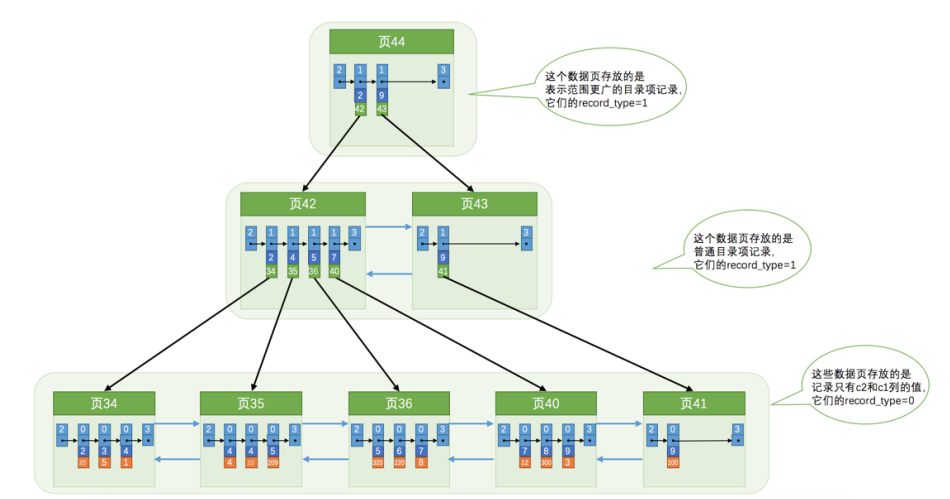 页44
2 1 1 3
2 9
42 43
这个数据页存放的是
表示范围更广的目录项记录,
它们的record_type=1
页42 页43
2 1 1 1 1 3 2 1 3
2 4 5 7 9
34 35 36 40 41
这个数据页存放的是
普通目录项记录,
它们的record_type=1
页34 页35 页36 页40 页41
2 0 0 0 3 2 0 0 0 3 2 0 0 0 3 2 0 0 0 3 2 0 3
2 3 4 4 4 5 5 6 7 7 8 9 9
20 5 1 4 10 209 320 220 8 12 300 3 100
这些数据页存放的是
记录只有c2和c1列的值,
它们的record_type=0